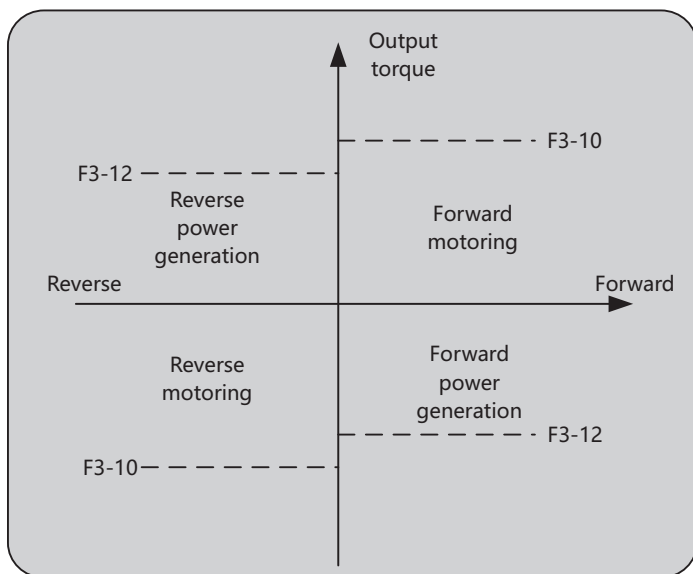 Output
torque
F3-10
F3-12
Reverse
power
generation
Forward
motoring
Reverse
Forward
Reverse
motoring
Forward
power
generation
F3-12
F3-10